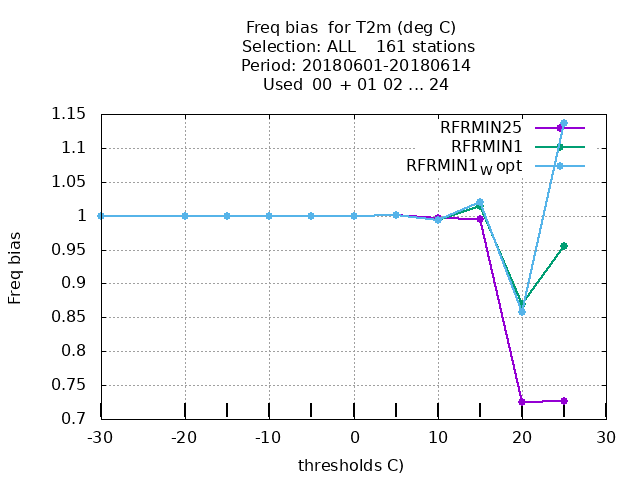 Freq bias  for T2m (deg C)
Selection: ALL    161 stations
Period: 20180601-20180614
Used  00  + 01 02 ... 24
1.15
1.1
1.05
1
0.95
0.9
0.85
0.8
0.75
0.7
Freq bias
RFRMIN25
RFRMIN1
RFRMIN1W opt
-30
-20
-10
0
10
20
30
thresholds C)